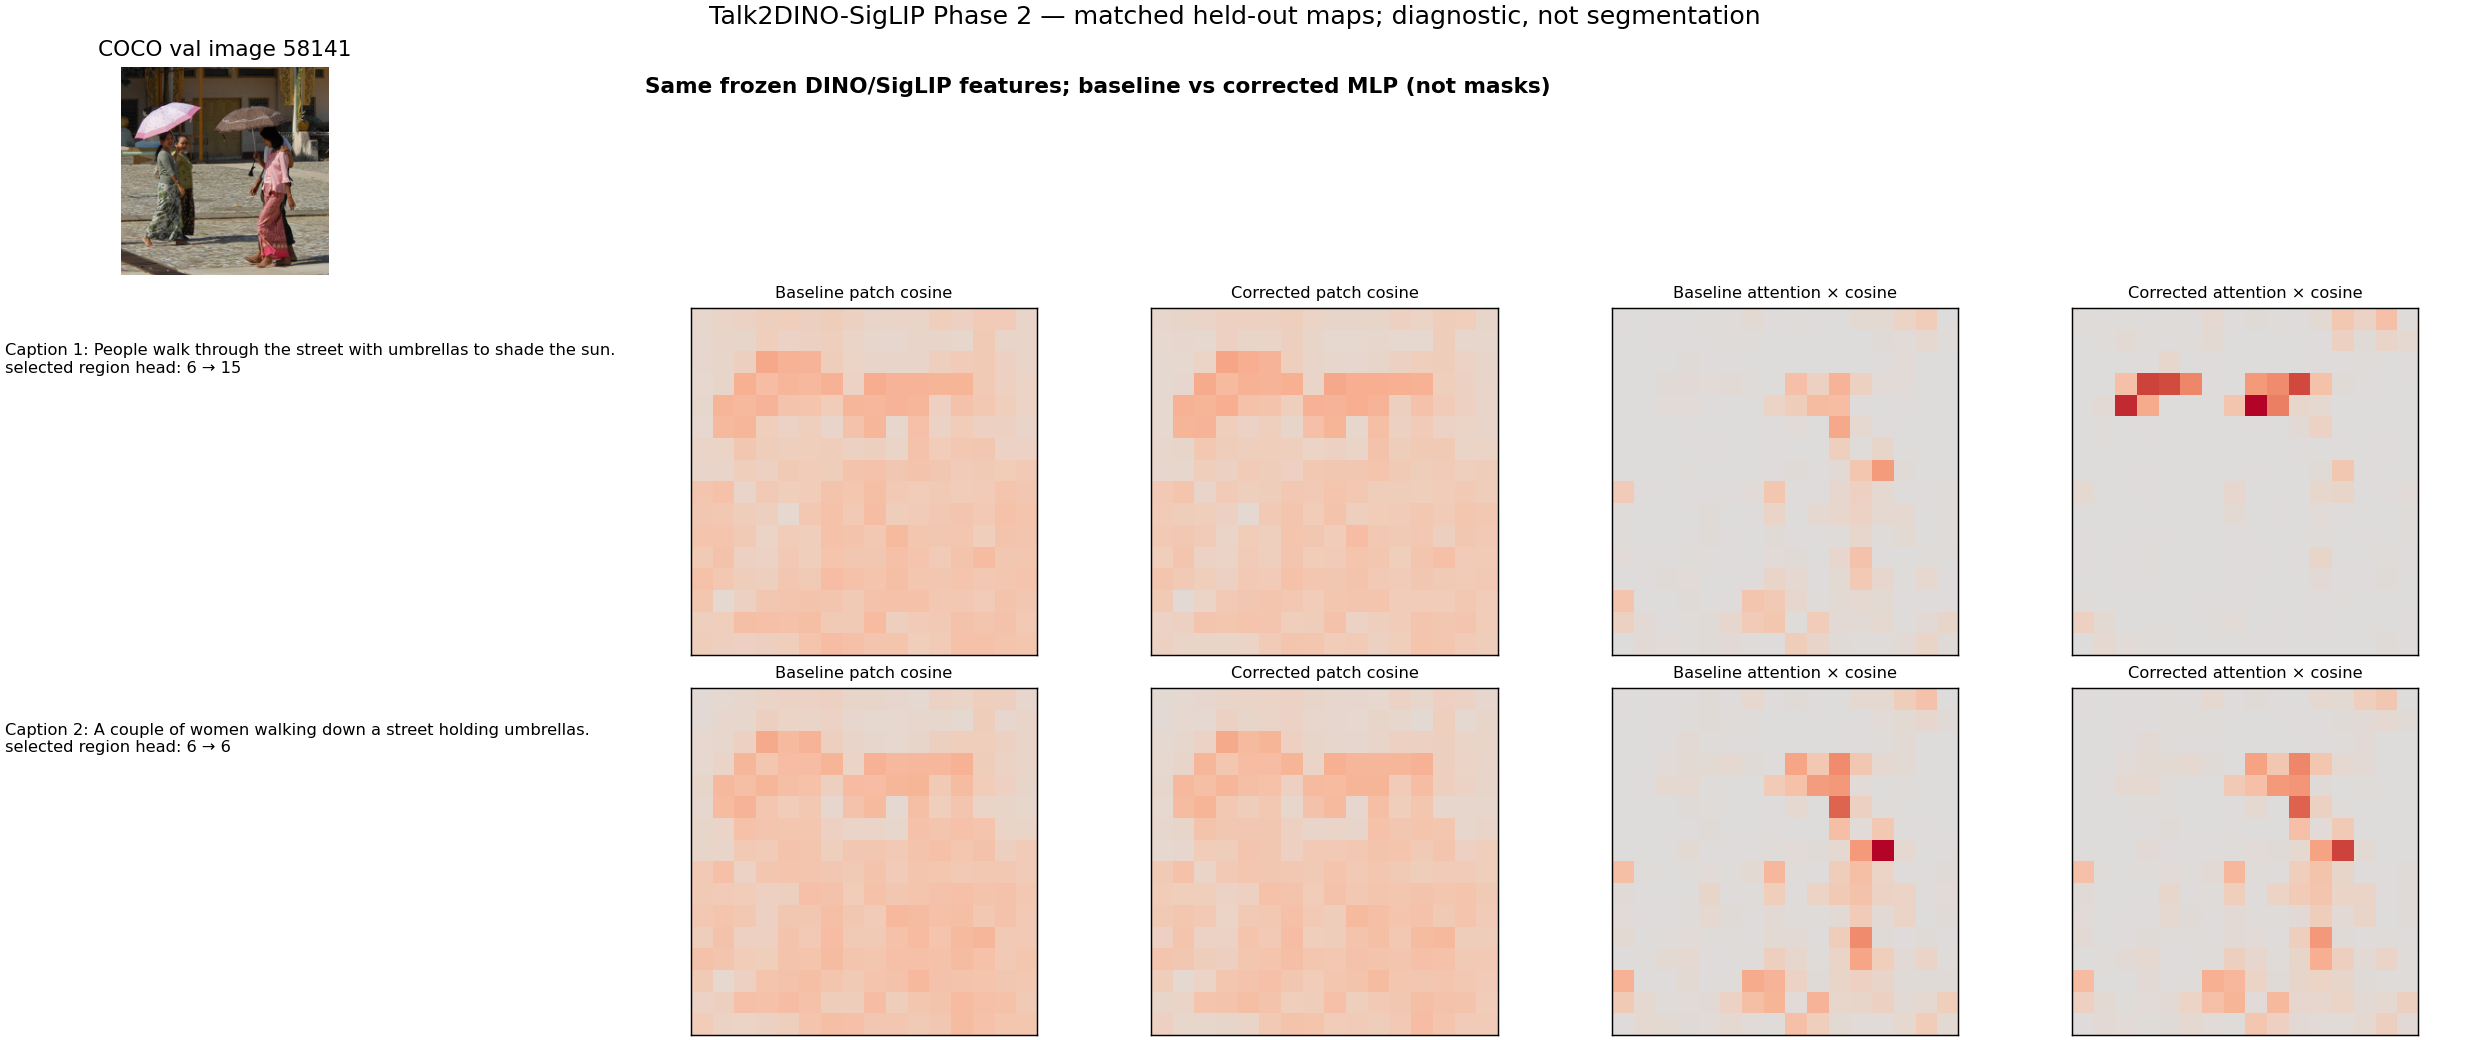 Talk2DINO-SigLIP Phase 2 — matched held-out maps; diagnostic, not segmentation
COCO val image 58141
Same frozen DINO/SigLIP features; baseline vs corrected MLP (not masks)
Baseline patch cosine
Corrected patch cosine
Baseline attention × cosine
Corrected attention × cosine
Caption 1: People walk through the street with umbrellas to shade the sun.
selected region head: 6 → 15
Baseline patch cosine
Corrected patch cosine
Baseline attention × cosine
Corrected attention × cosine
Caption 2: A couple of women walking down a street holding umbrellas.
selected region head: 6 → 6